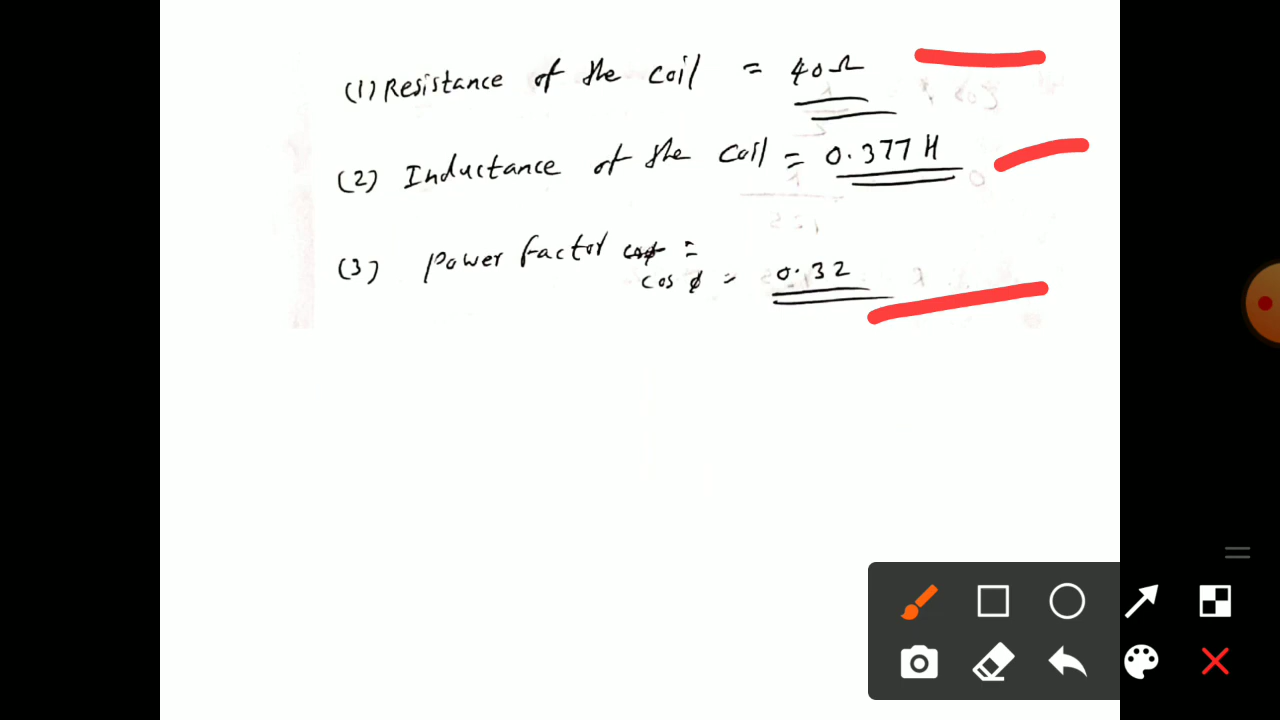 (1) Resistance of the coil = 40Ω
(2) Inductance of the coil = 0.377 H
(3) Power factor =
cos ϕ = 0.32